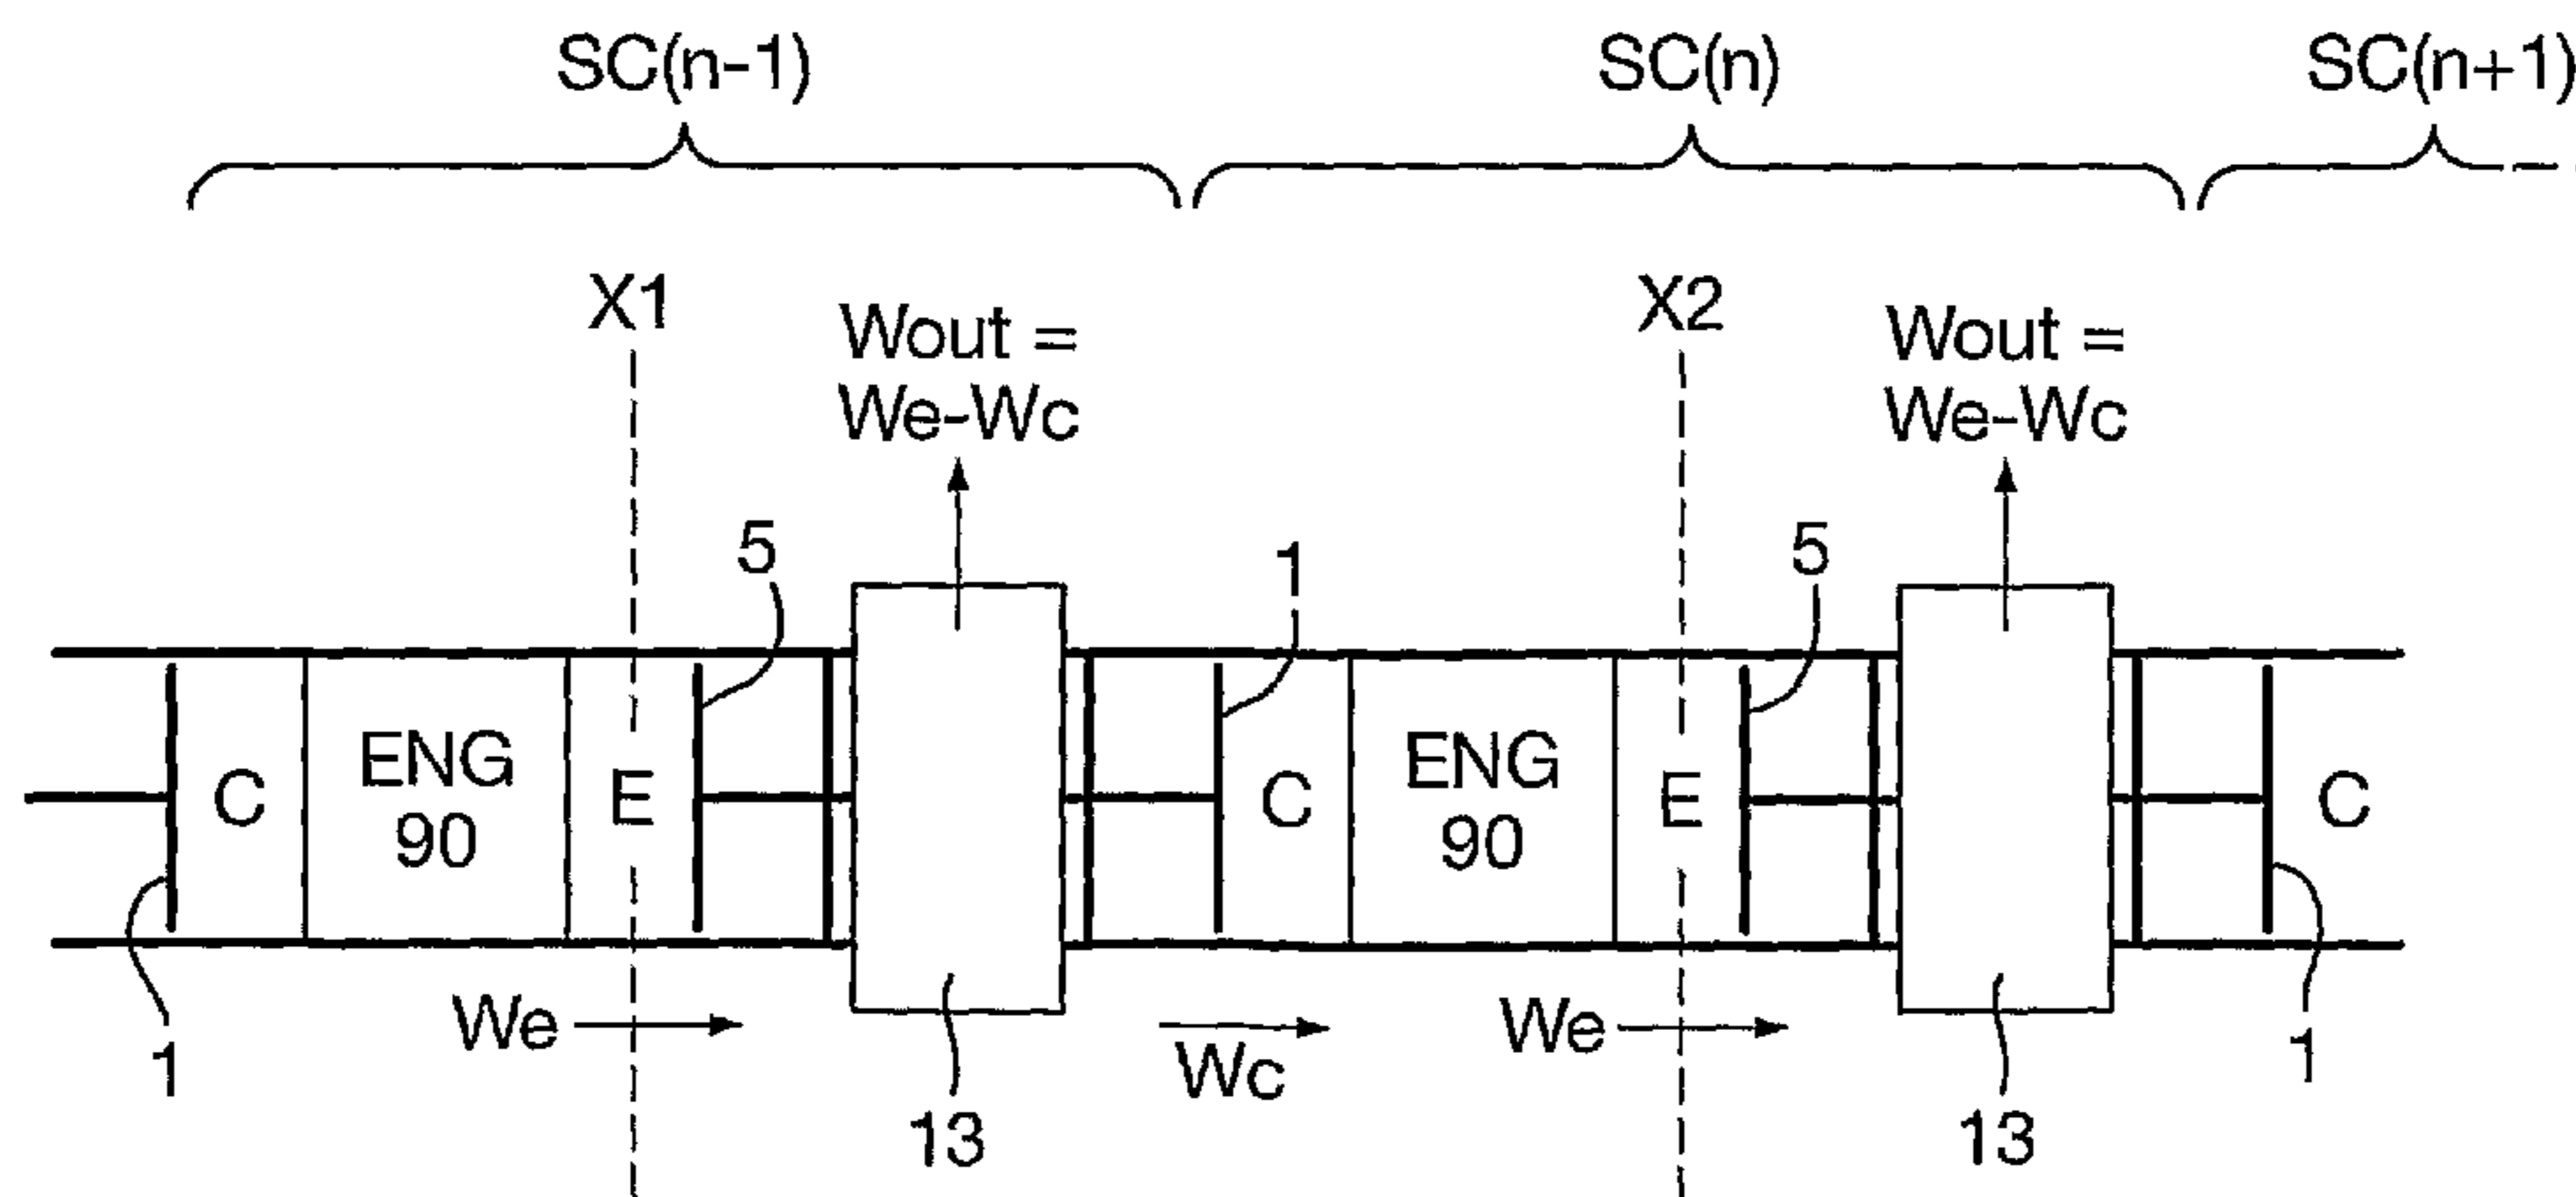 SC(n-1)
SC(n)
SC(n+1)
X1
X2
Wout =
We-Wc
Wout =
We-Wc
5
1
5
C
ENG
90
E
C
ENG
90
E
C
1
We
Wc
We
1
13
13